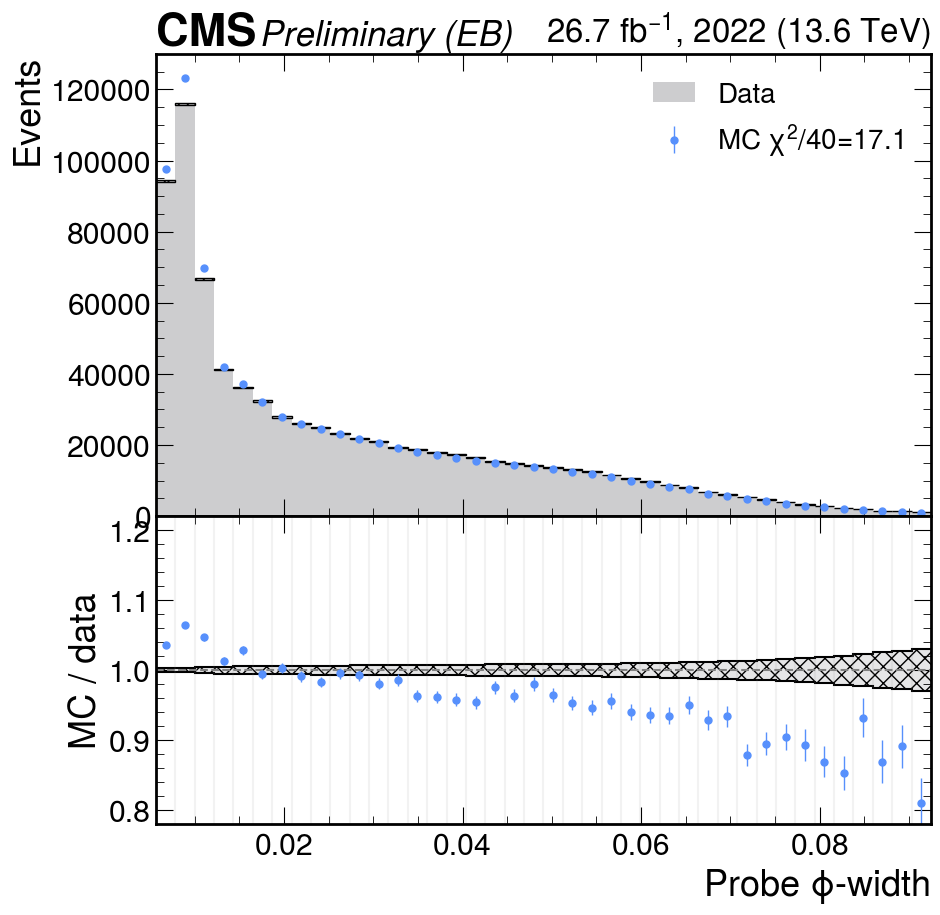 CMS Preliminary (EB) 26.7 fb⁻¹, 2022 (13.6 TeV)
Events
120000
100000
80000
60000
40000
20000
0
Data
MC χ²/40=17.1
MC / data
1.2
1.1
1.0
0.9
0.8
0.02 0.04 0.06 0.08
Probe ϕ-width